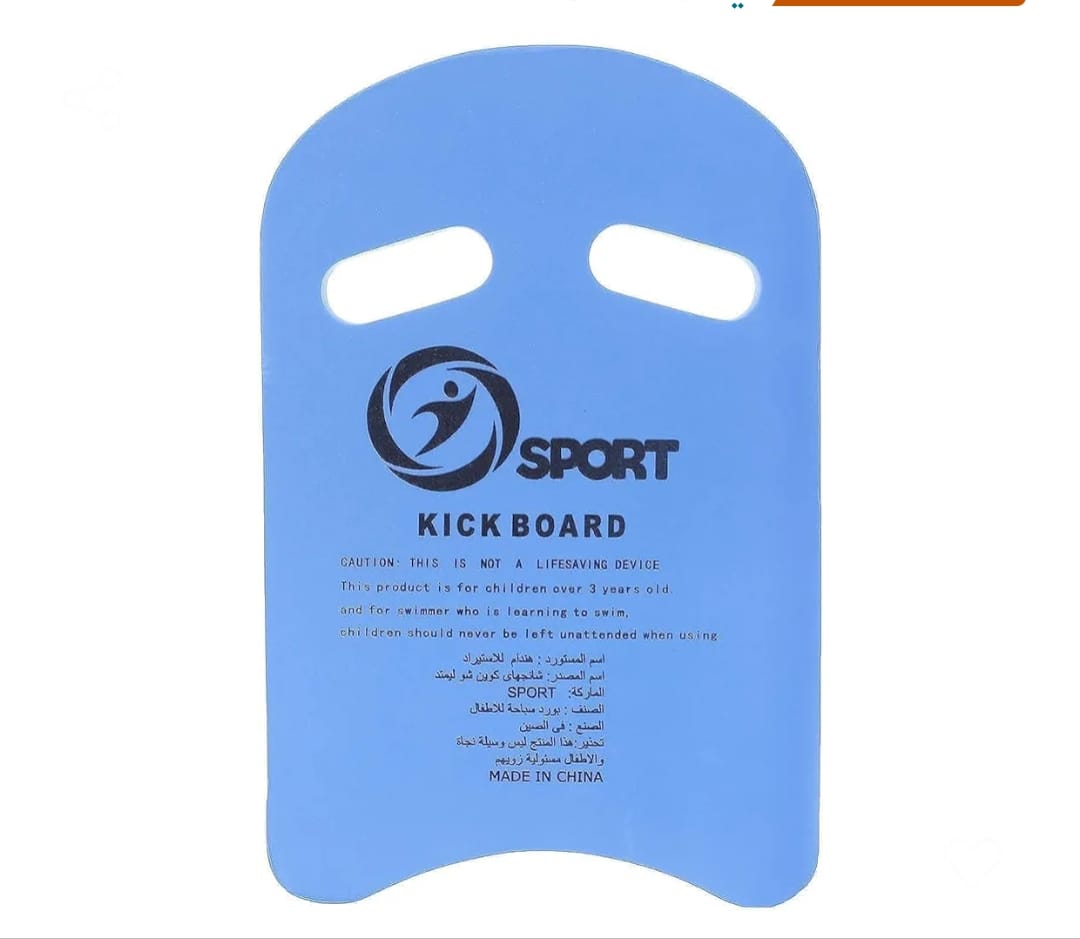 SPORT
KICK BOARD
CAUTION: THIS IS NOT A LIFESAVING DEVICE
This product is for children over 3 years old.
and for swimmer who is learning to swim,
children should never be left unattended when using
اسم المستورد : هندام للاستيراد
اسم المصدر: شانجهاى كوين شو ليمتد
الماركة: SPORT
الصنف : بورد سباحة للاطفال
الصنع : فى الصين
تحذير:هذا المنتج ليس وسيلة نجاة
والاطفال مسئولية زويهم
MADE IN CHINA